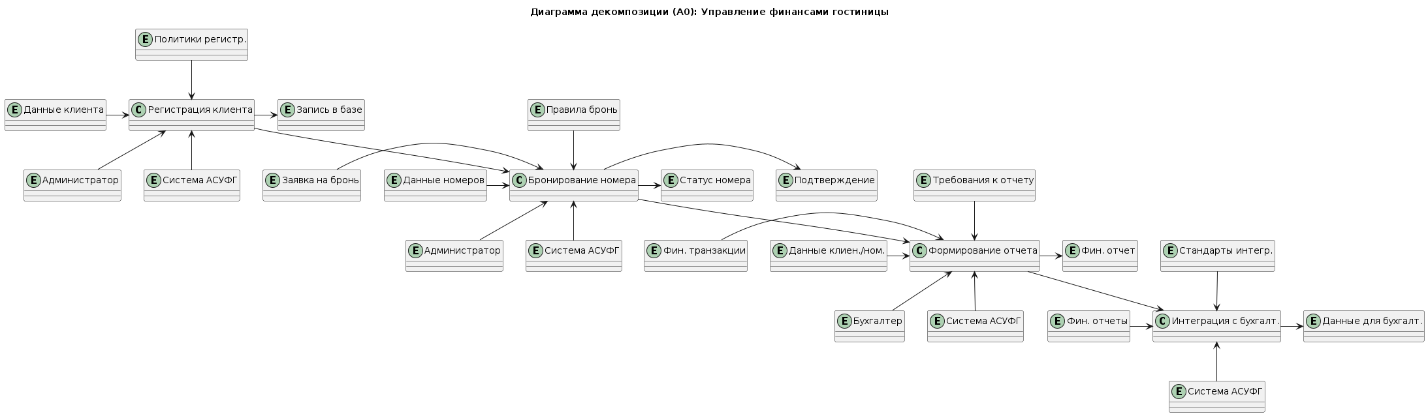 Диаграмма декомпозиции (A0): Управление финансами гостиницы
E Политики регистр.
E Данные клиента
C Регистрация клиента
E Запись в базе
E Правила бронь
E Администратор
E Система АСУФГ
E Заявка на бронь
E Данные номеров
C Бронирование номера
E Статус номера
E Подтверждение
E Требования к отчету
E Администратор
E Система АСУФГ
E Фин. транзакции
E Данные клиен./ном.
C Формирование отчета
E Фин. отчет
E Стандарты интегр.
E Бухгалтер
E Система АСУФГ
E Фин. отчеты
C Интеграция с бухгалт.
E Данные для бухгалт.
E Система АСУФГ